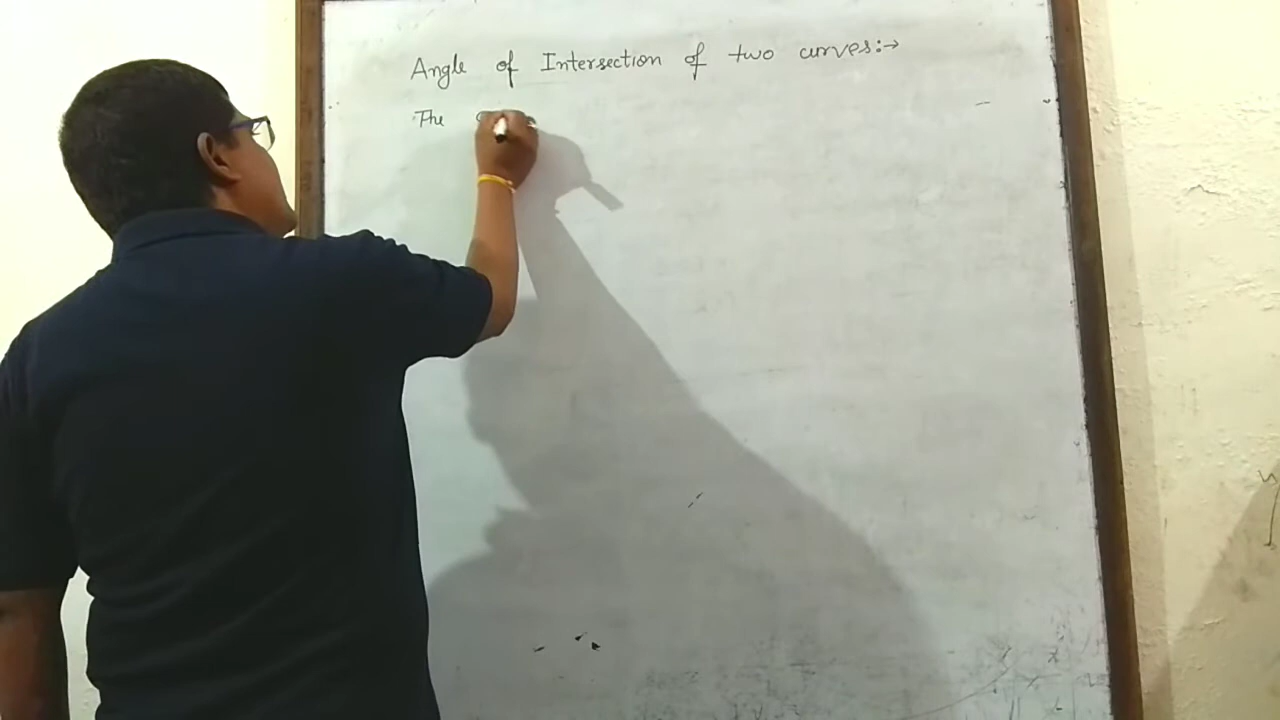 Angle of Intersection of two curves:→
The